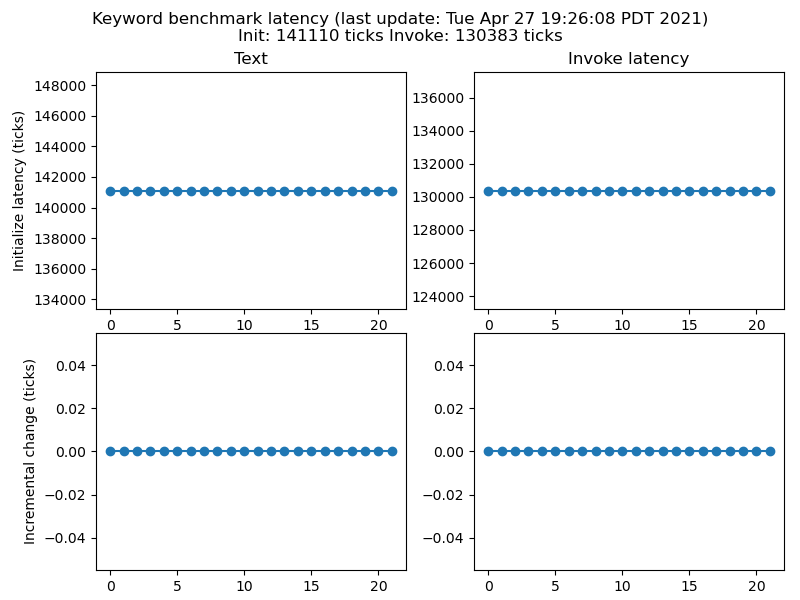 Keyword benchmark latency (last update: Tue Apr 27 19:26:08 PDT 2021)
Init: 141110 ticks Invoke: 130383 ticks
Text
Initialize latency (ticks)
148000
146000
144000
142000
140000
138000
136000
134000
0 5 10 15 20
Invoke latency
136000
134000
132000
130000
128000
126000
124000
0 5 10 15 20
Incremental change (ticks)
0.04
0.02
0.00
−0.02
−0.04
0 5 10 15 20
0.04
0.02
0.00
−0.02
−0.04
0 5 10 15 20